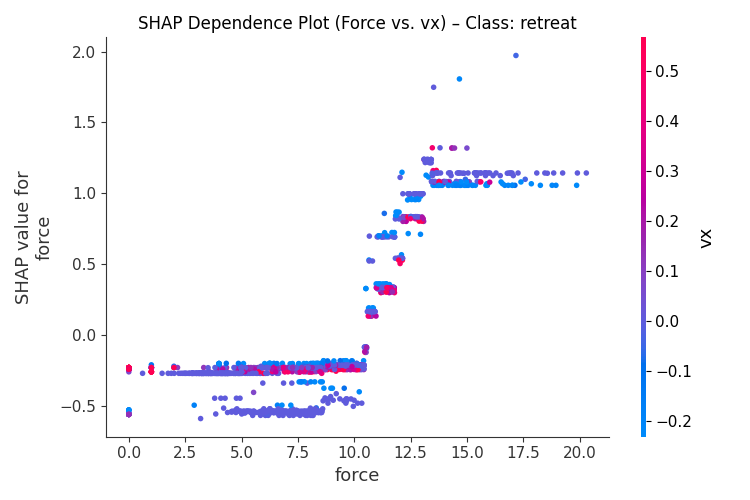 SHAP Dependence Plot (Force vs. vx) – Class: retreat
2.0
1.5
1.0
0.5
0.0
−0.5
SHAP value for
force
0.0 2.5 5.0 7.5 10.0 12.5 15.0 17.5 20.0
force
0.5
0.4
0.3
0.2
0.1
0.0
−0.1
−0.2
vx